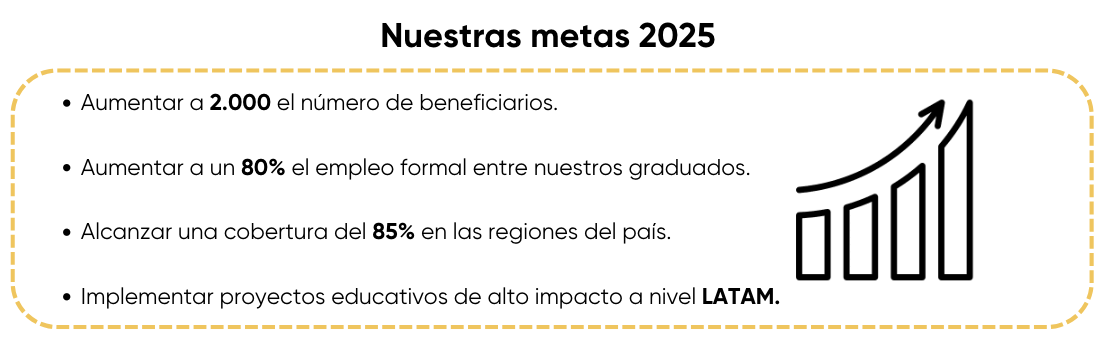 Nuestras metas 2025
• Aumentar a 2.000 el número de beneficiarios.
• Aumentar a un 80% el empleo formal entre nuestros graduados.
• Alcanzar una cobertura del 85% en las regiones del país.
• Implementar proyectos educativos de alto impacto a nivel LATAM.